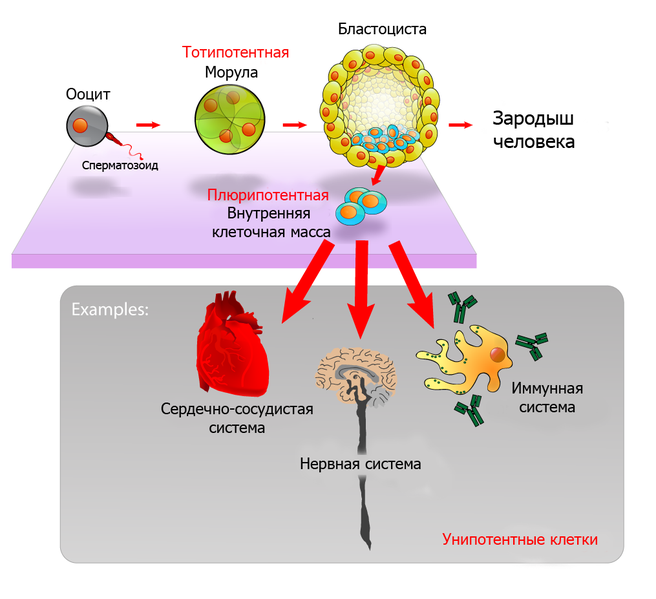 Бластоциста
Тотипотентная
Морула
Ооцит
Зародыш
человека
Сперматозоид
Плюрипотентная
Внутренняя
клеточная масса
Examples:
Иммунная
система
Сердечно-сосудистая
система
Нервная система
Унипотентные клетки